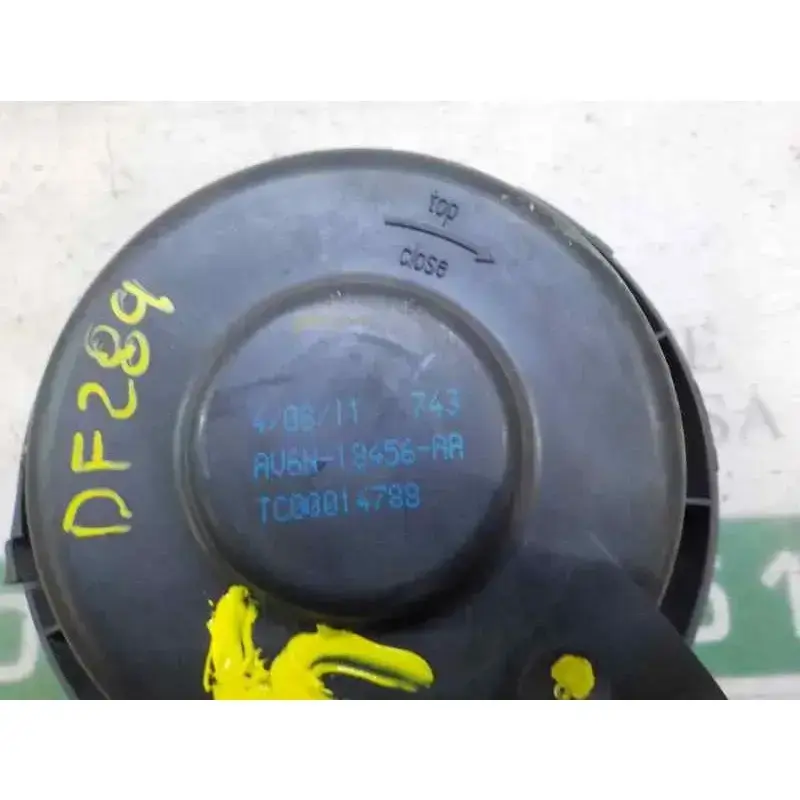 top
close
DF289
4/06/11 743
AV6N-18456-AA
TC00014788